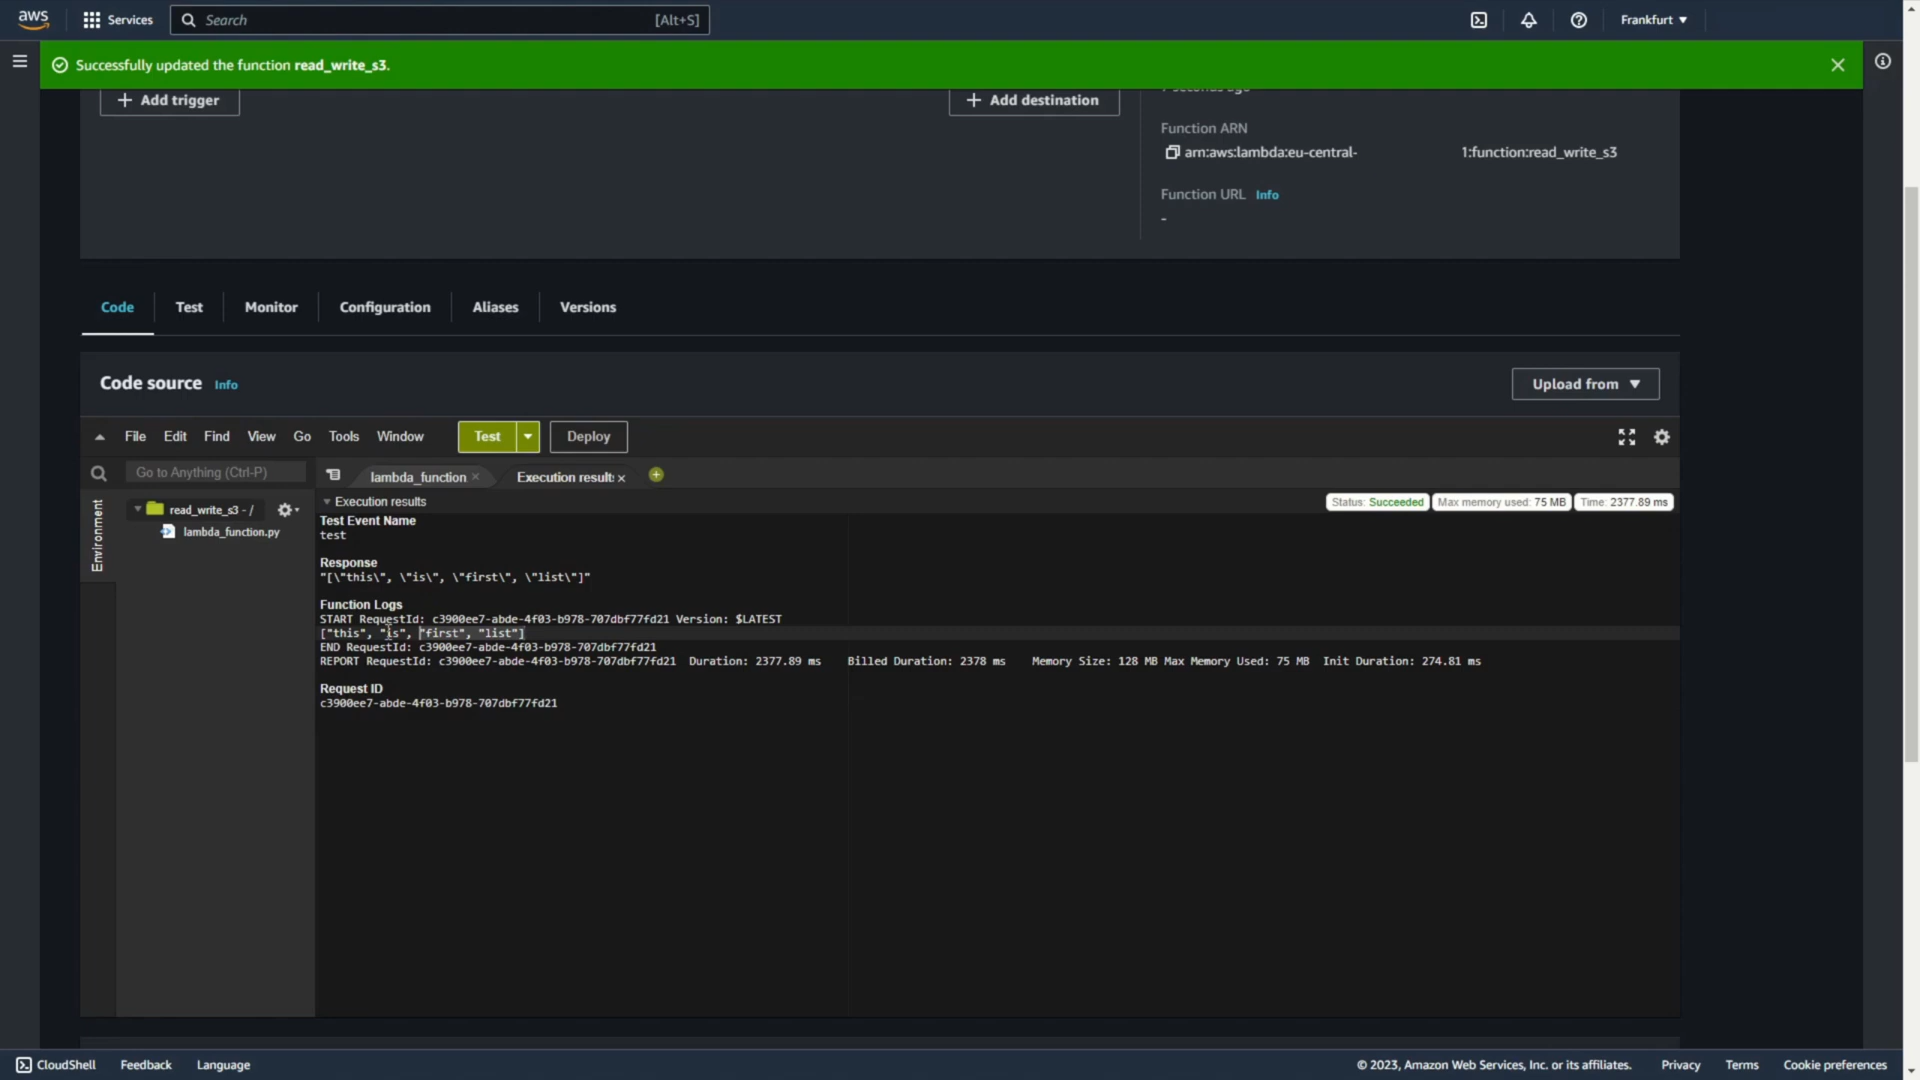 aws Services Search [Alt+S] Frankfurt ▼
Successfully updated the function read_write_s3.
+ Add trigger
+ Add destination
Function ARN
arn:aws:lambda:eu-central- 1:function:read_write_s3
Function URL Info
-
Code Test Monitor Configuration Aliases Versions
Code source Info
Upload from ▼
File Edit Find View Go Tools Window Test Deploy
Go to Anything (Ctrl-P)
lambda_function × Execution result: × +
Environment
read_write_s3 - /
lambda_function.py
Execution results
Status: Succeeded Max memory used: 75 MB Time: 2377.89 ms
Test Event Name
test
Response
"[\"this\", \"is\", \"first\", \"list\"]"
Function Logs
START RequestId: c3900ee7-abde-4f03-b978-707dbf77fd21 Version: $LATEST
["this", "is", "first", "list"]
END RequestId: c3900ee7-abde-4f03-b978-707dbf77fd21
REPORT RequestId: c3900ee7-abde-4f03-b978-707dbf77fd21 Duration: 2377.89 ms Billed Duration: 2378 ms Memory Size: 128 MB Max Memory Used: 75 MB Init Duration: 274.81 ms
Request ID
c3900ee7-abde-4f03-b978-707dbf77fd21
CloudShell Feedback Language © 2023, Amazon Web Services, Inc. or its affiliates. Privacy Terms Cookie preferences